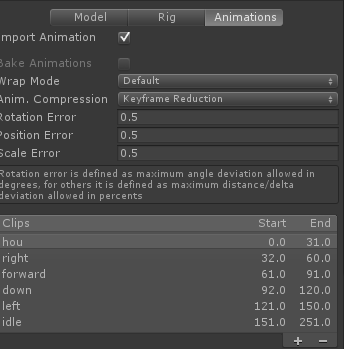 Model Rig Animations
Import Animation
Bake Animations
Wrap Mode Default
Anim. Compression Keyframe Reduction
Rotation Error 0.5
Position Error 0.5
Scale Error 0.5
Rotation error is defined as maximum angle deviation allowed in
degrees, for others it is defined as maximum distance/delta
deviation allowed in percents
Clips Start End
hou 0.0 31.0
right 32.0 60.0
forward 61.0 91.0
down 92.0 120.0
left 121.0 150.0
idle 151.0 251.0
+ −